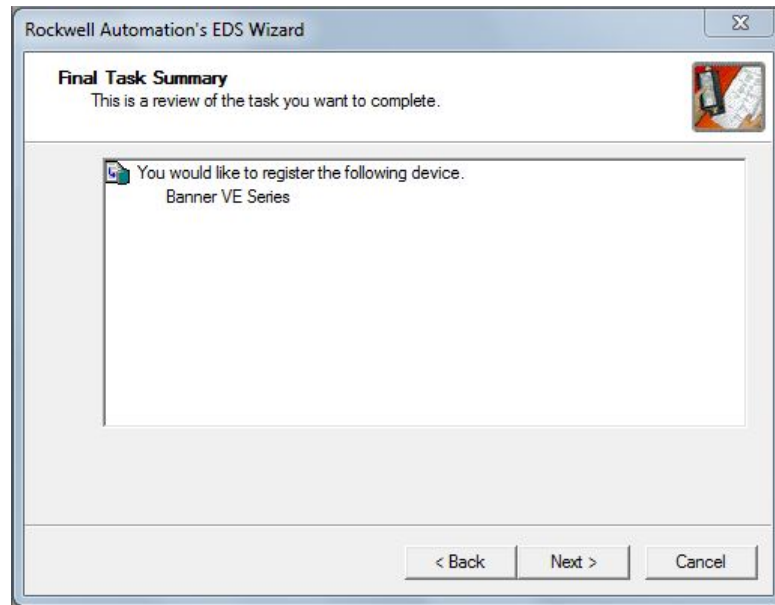 Rockwell Automation's EDS Wizard
Final Task Summary
This is a review of the task you want to complete.
You would like to register the following device.
Banner VE Series
< Back
Next >
Cancel